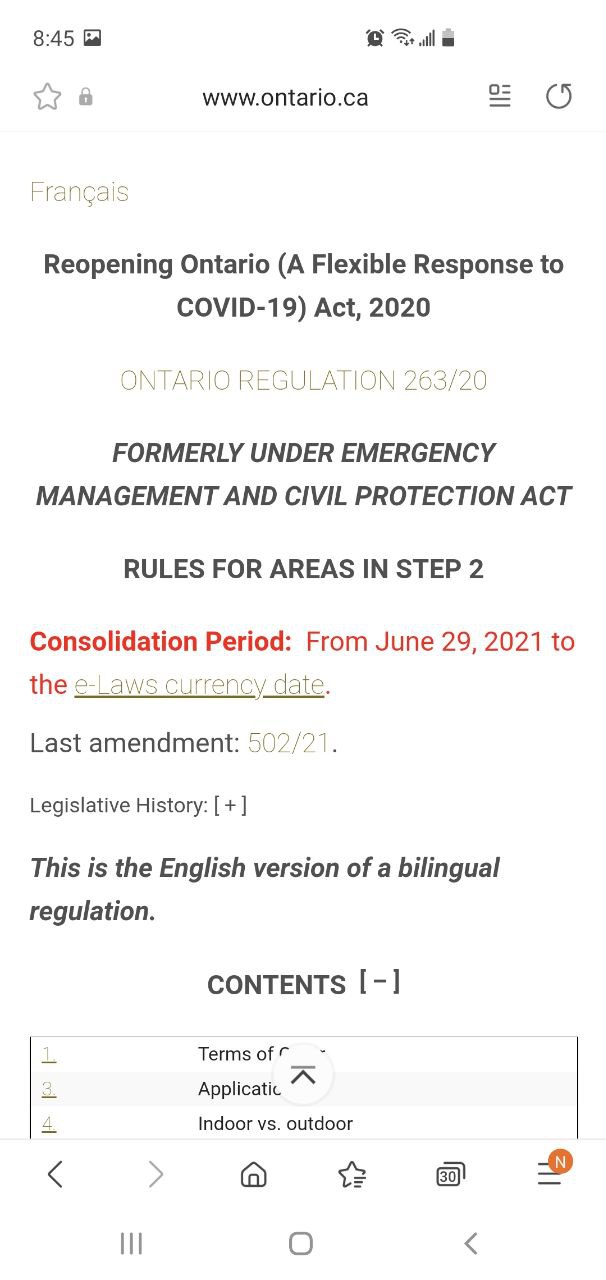 8:45
www.ontario.ca
Français
Reopening Ontario (A Flexible Response to
COVID-19) Act, 2020
ONTARIO REGULATION 263/20
FORMERLY UNDER EMERGENCY
MANAGEMENT AND CIVIL PROTECTION ACT
RULES FOR AREAS IN STEP 2
Consolidation Period: From June 29, 2021 to
the e-Laws currency date.
Last amendment: 502/21.
Legislative History: [ + ]
This is the English version of a bilingual
regulation.
CONTENTS [ − ]
1. Terms of
3.
4. Indoor vs. outdoor
30
N